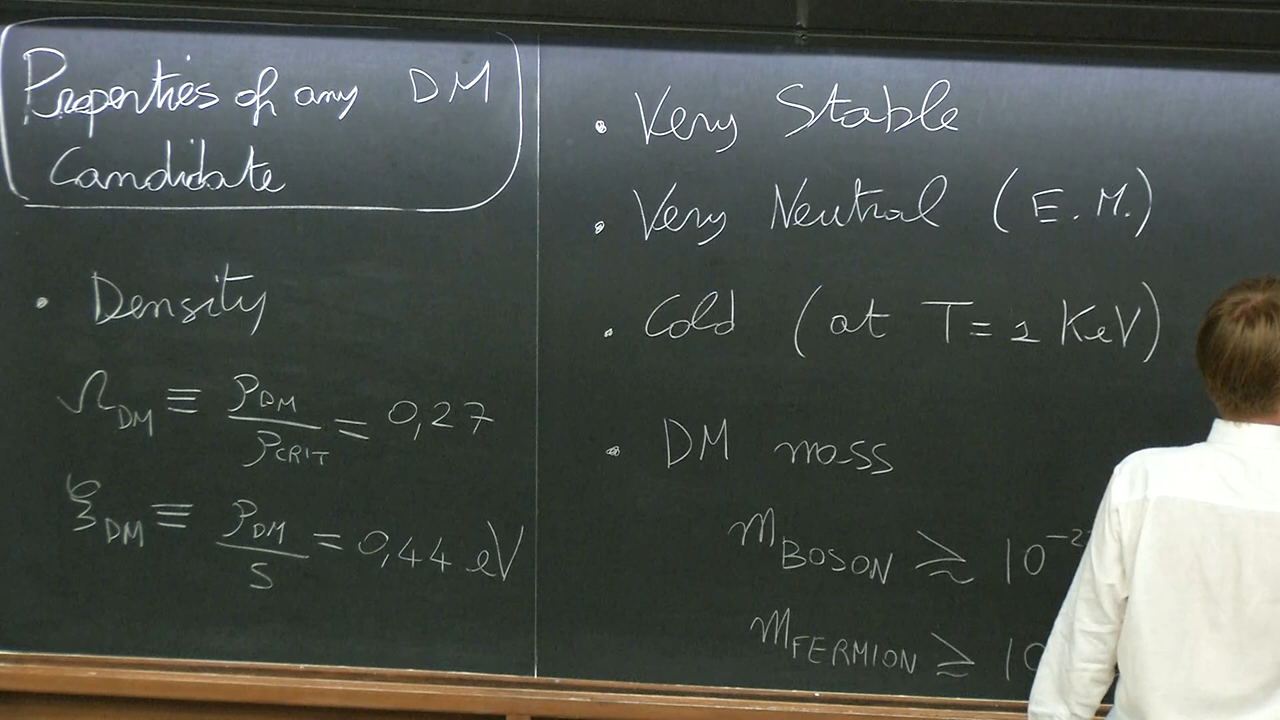 Properties of any DM
Candidate
• Density
Ω_DM ≡ ρ_DM / ρ_CRIT = 0,27
ξ_DM ≡ ρ_DM / s = 0,44 eV
• Very Stable
• Very Neutral (E.M.)
• Cold (at T = 1 KeV)
• DM mass
m_BOSON ≳ 10^-2
m_FERMION ≳ 10